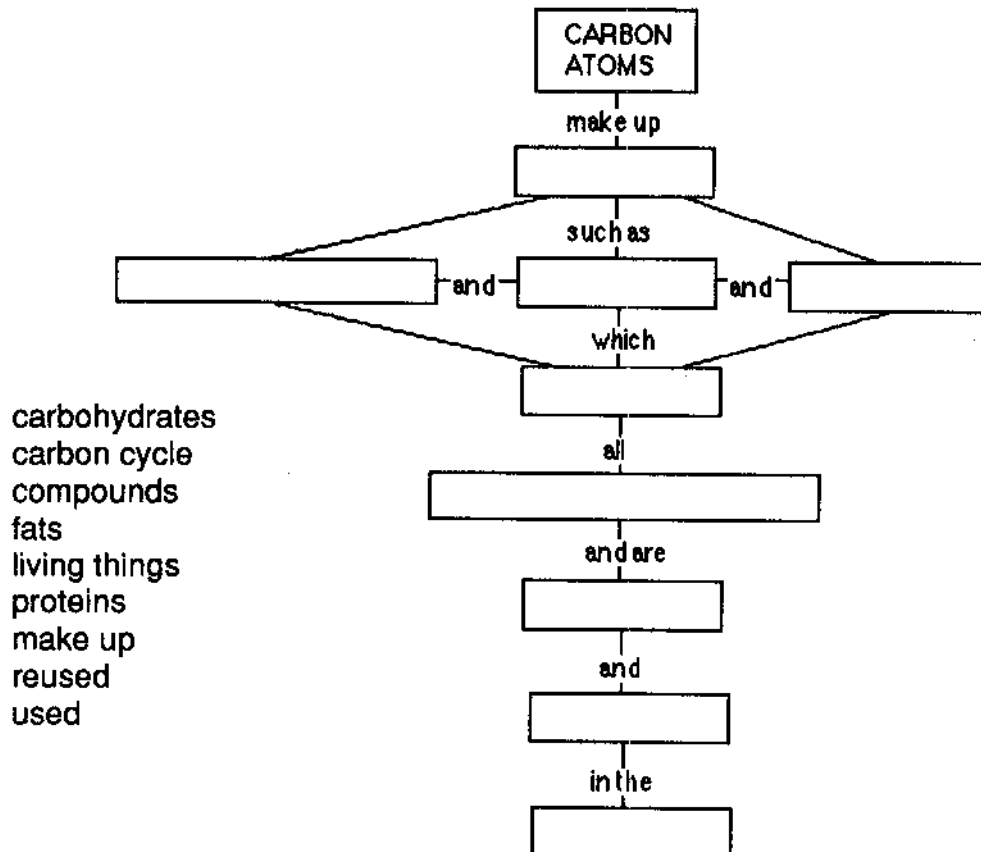 CARBON
ATOMS
make up
such as
and
and
which
carbohydrates
carbon cycle
compounds
fats
living things
proteins
make up
reused
used
all
and are
and
in the